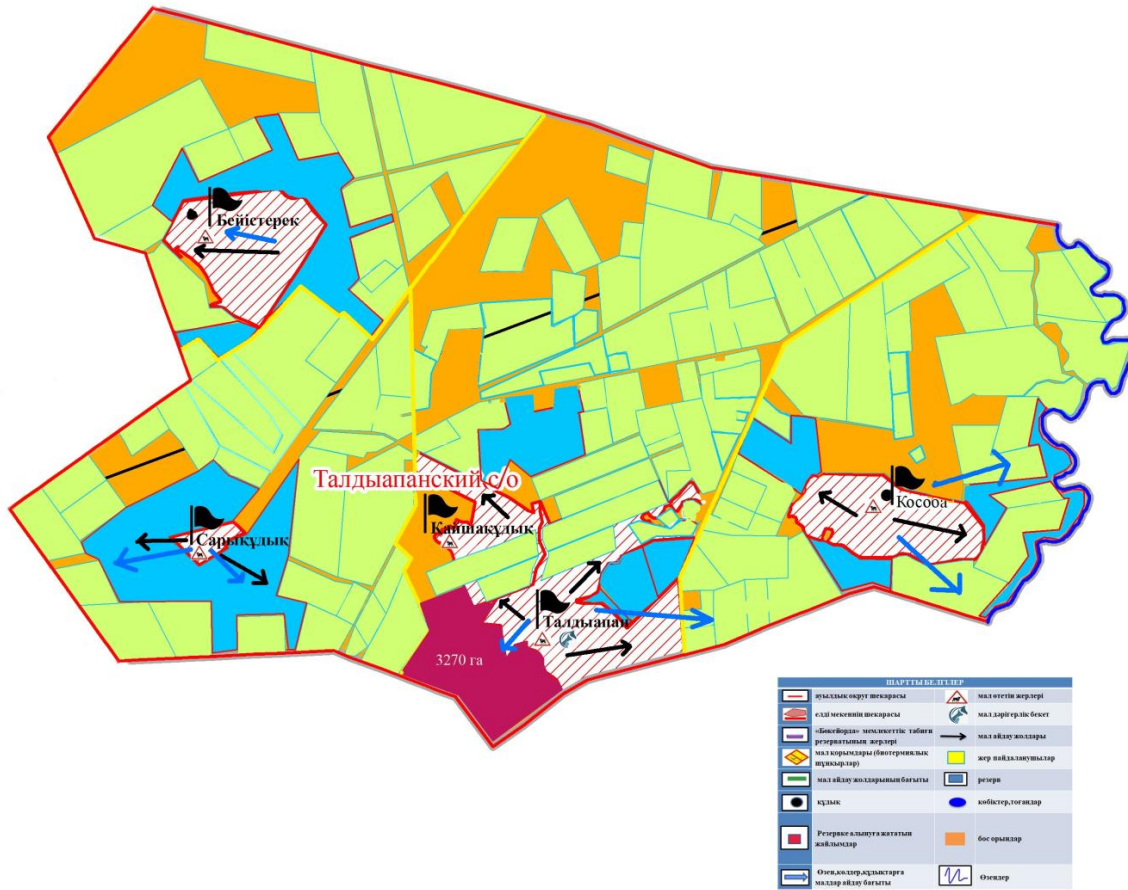 Бейістерек
Талдыапанский с/о
Қайшақұдық
Кособа
Сарықұдық
Талдыапан
3270 га
ШАРТТЫ БЕЛГІЛЕР
ауылдық округ шекарасы
мал өтетін жерлері
елді мекеннің шекарасы
мал дәрігерлік бекет
«Бөкейорда» мемлекеттік табиғи
резерватының жерлері
мал айдау жолдары
мал қорымдары (биотермиялық
шұңқырлар)
жер пайдаланушылар
мал айдау жолдарының бағыты
резерв
құдық
көбіктер,тоғандар
Резервке алынуға жататын
жайлымдар
бос орындар
Өзен,көлдер,құдықтарға
малдар айдау бағыты
Өзендер